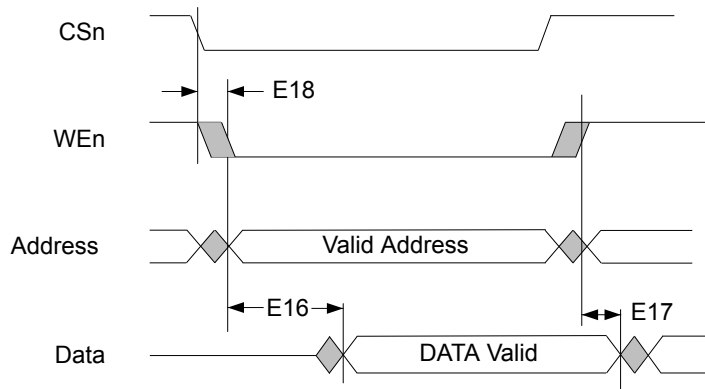 CSn
E18
WEn
Address
Valid Address
E16
E17
Data
DATA Valid